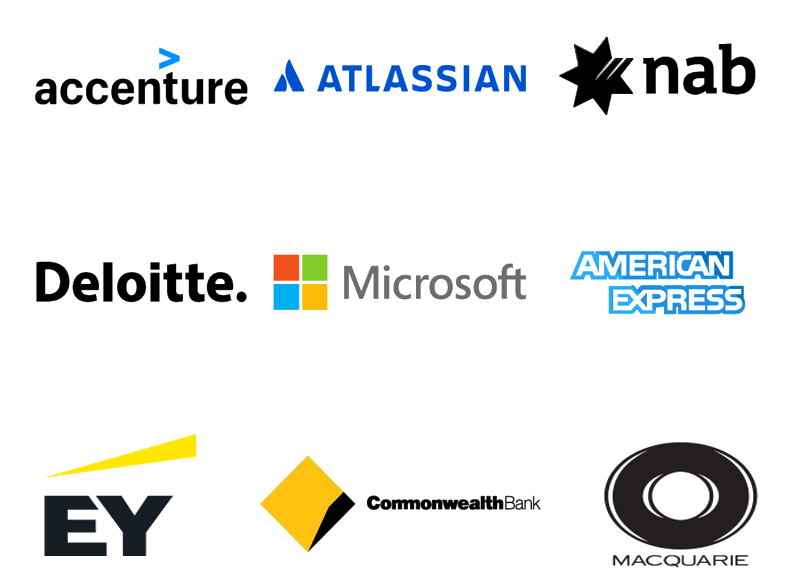 accenture
ATLASSIAN
nab
Deloitte.
Microsoft
AMERICAN
EXPRESS
EY
CommonwealthBank
MACQUARIE